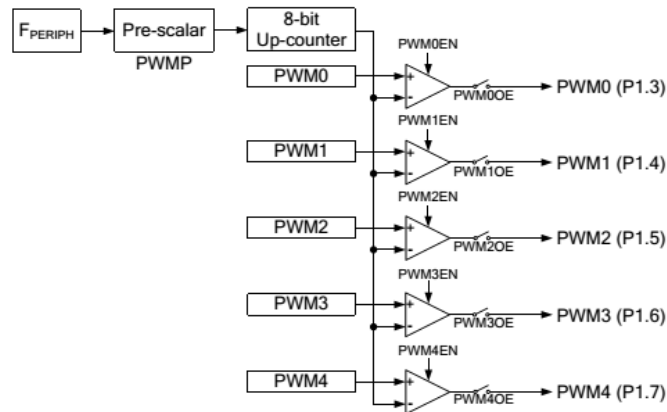 FPERIPH
Pre-scalar
PWMP
8-bit
Up-counter
PWM0EN
PWM0
+
-
PWM0OE
PWM0 (P1.3)
PWM1EN
PWM1
+
-
PWM1OE
PWM1 (P1.4)
PWM2EN
PWM2
+
-
PWM2OE
PWM2 (P1.5)
PWM3EN
PWM3
+
-
PWM3OE
PWM3 (P1.6)
PWM4EN
PWM4
+
-
PWM4OE
PWM4 (P1.7)